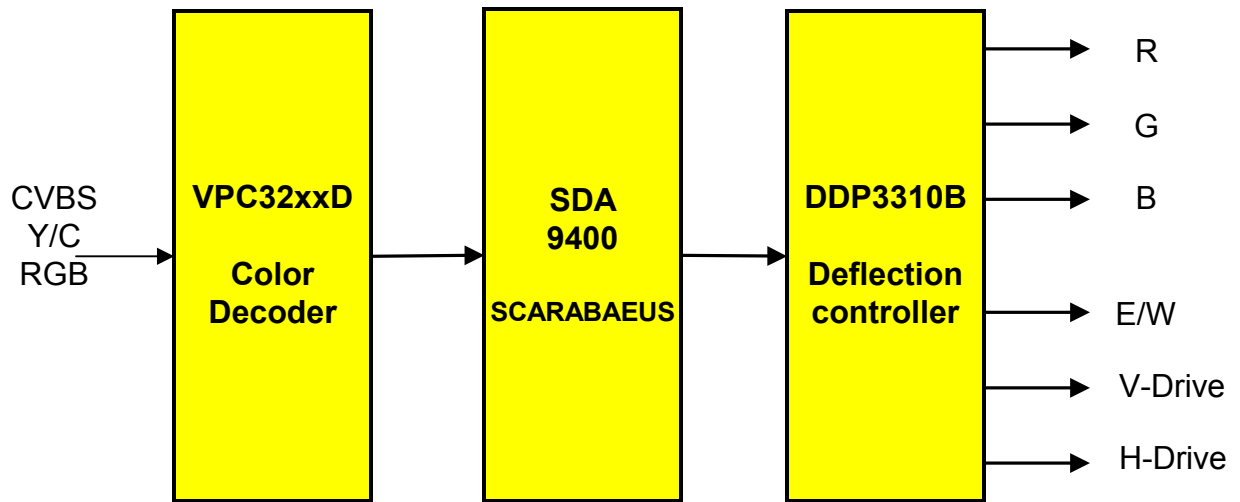 CVBS
Y/C
RGB
VPC32xxD
Color
Decoder
SDA
9400
SCARABAEUS
DDP3310B
Deflection
controller
R
G
B
E/W
V-Drive
H-Drive